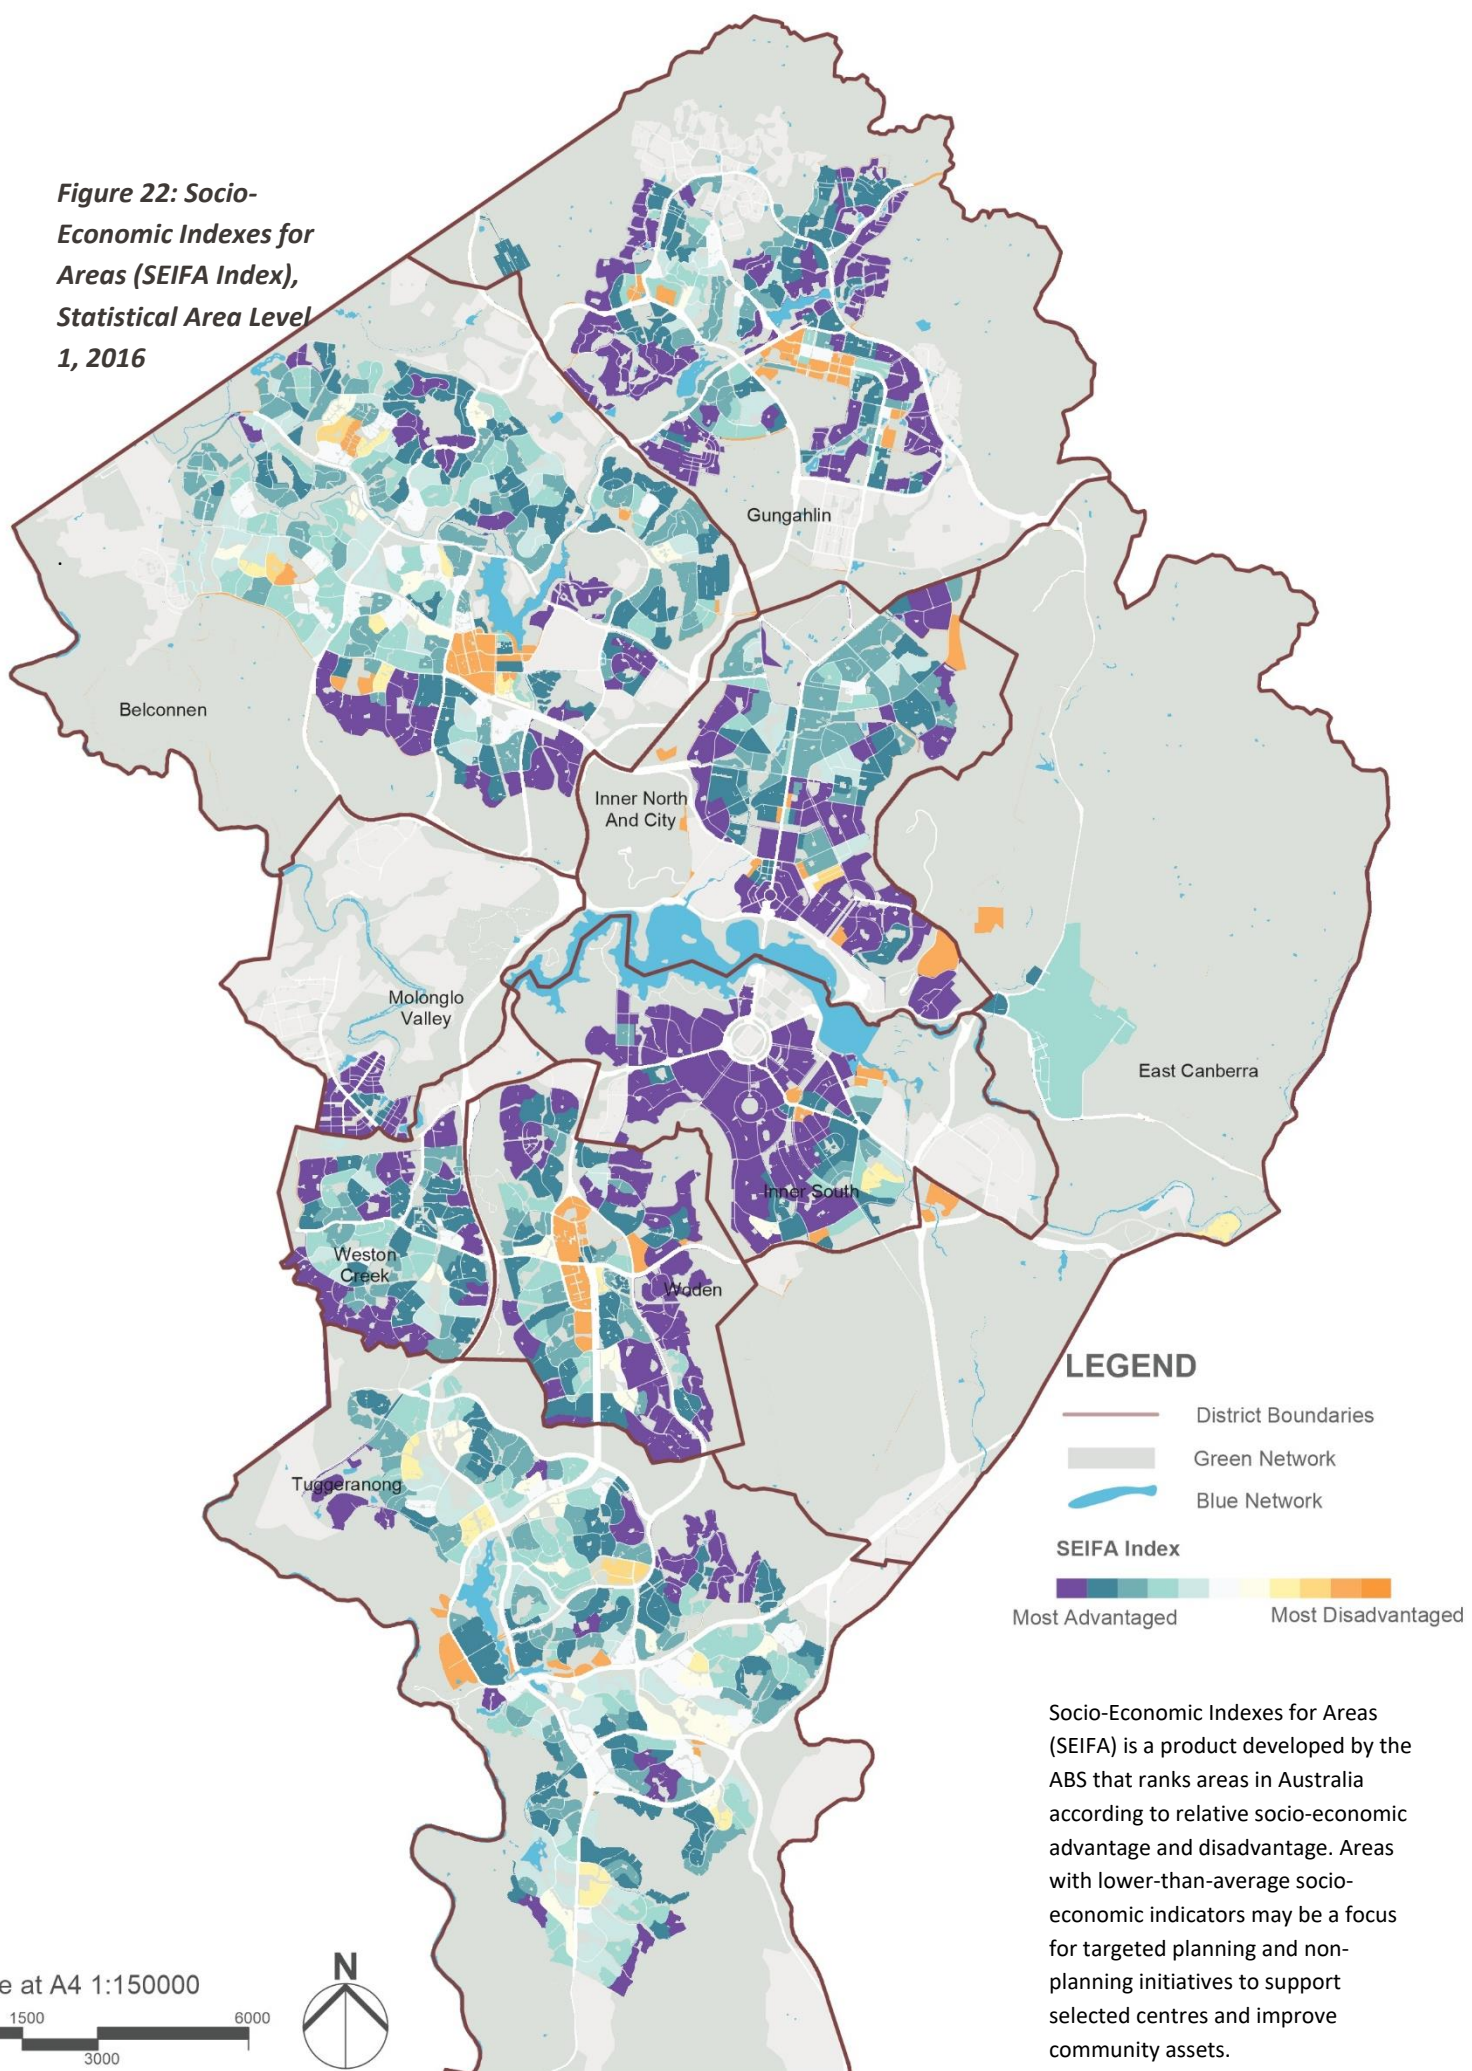 Figure 22: Socio-
Economic Indexes for
Areas (SEIFA Index),
Statistical Area Level
1, 2016
.
Gungahlin
Belconnen
Inner North
And City
Molonglo
Valley
East Canberra
Inner South
Weston
Creek
Woden
Tuggeranong
LEGEND
District Boundaries
Green Network
Blue Network
SEIFA Index
Most Advantaged
Most Disadvantaged
Socio-Economic Indexes for Areas
(SEIFA) is a product developed by the
ABS that ranks areas in Australia
according to relative socio-economic
advantage and disadvantage. Areas
with lower-than-average socio-
economic indicators may be a focus
for targeted planning and non-
planning initiatives to support
selected centres and improve
community assets.
e at A4 1:150000
1500
6000
3000
N